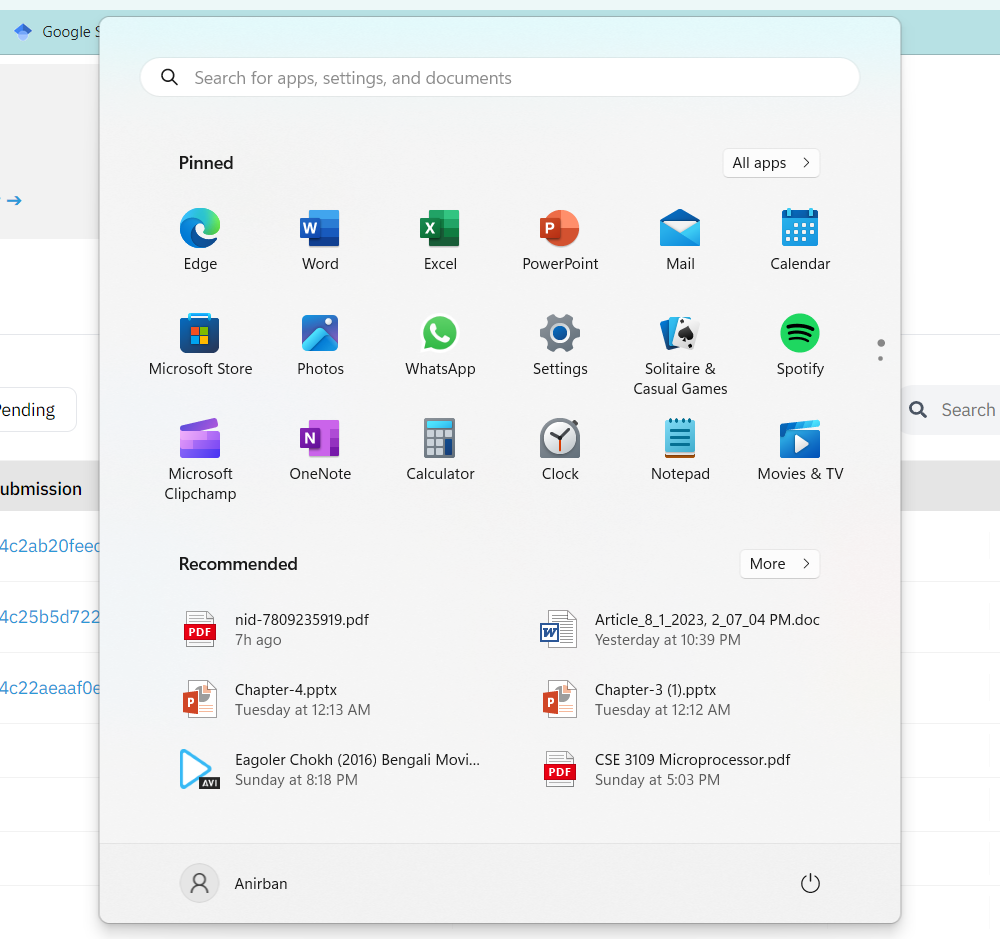 Google S
Search for apps, settings, and documents
Pinned
All apps
Edge
Word
Excel
PowerPoint
Mail
Calendar
Microsoft Store
Photos
WhatsApp
Settings
Solitaire &
Casual Games
Spotify
Microsoft
Clipchamp
OneNote
Calculator
Clock
Notepad
Movies & TV
Recommended
More
nid-7809235919.pdf
7h ago
Article_8_1_2023, 2_07_04 PM.doc
Yesterday at 10:39 PM
Chapter-4.pptx
Tuesday at 12:13 AM
Chapter-3 (1).pptx
Tuesday at 12:12 AM
Eagoler Chokh (2016) Bengali Movi...
Sunday at 8:18 PM
CSE 3109 Microprocessor.pdf
Sunday at 5:03 PM
PDF
W
P
P
AVI
PDF
Anirban
ending
Search
ubmission
4c2ab20feec
4c25b5d722
4c22aeaaf0e